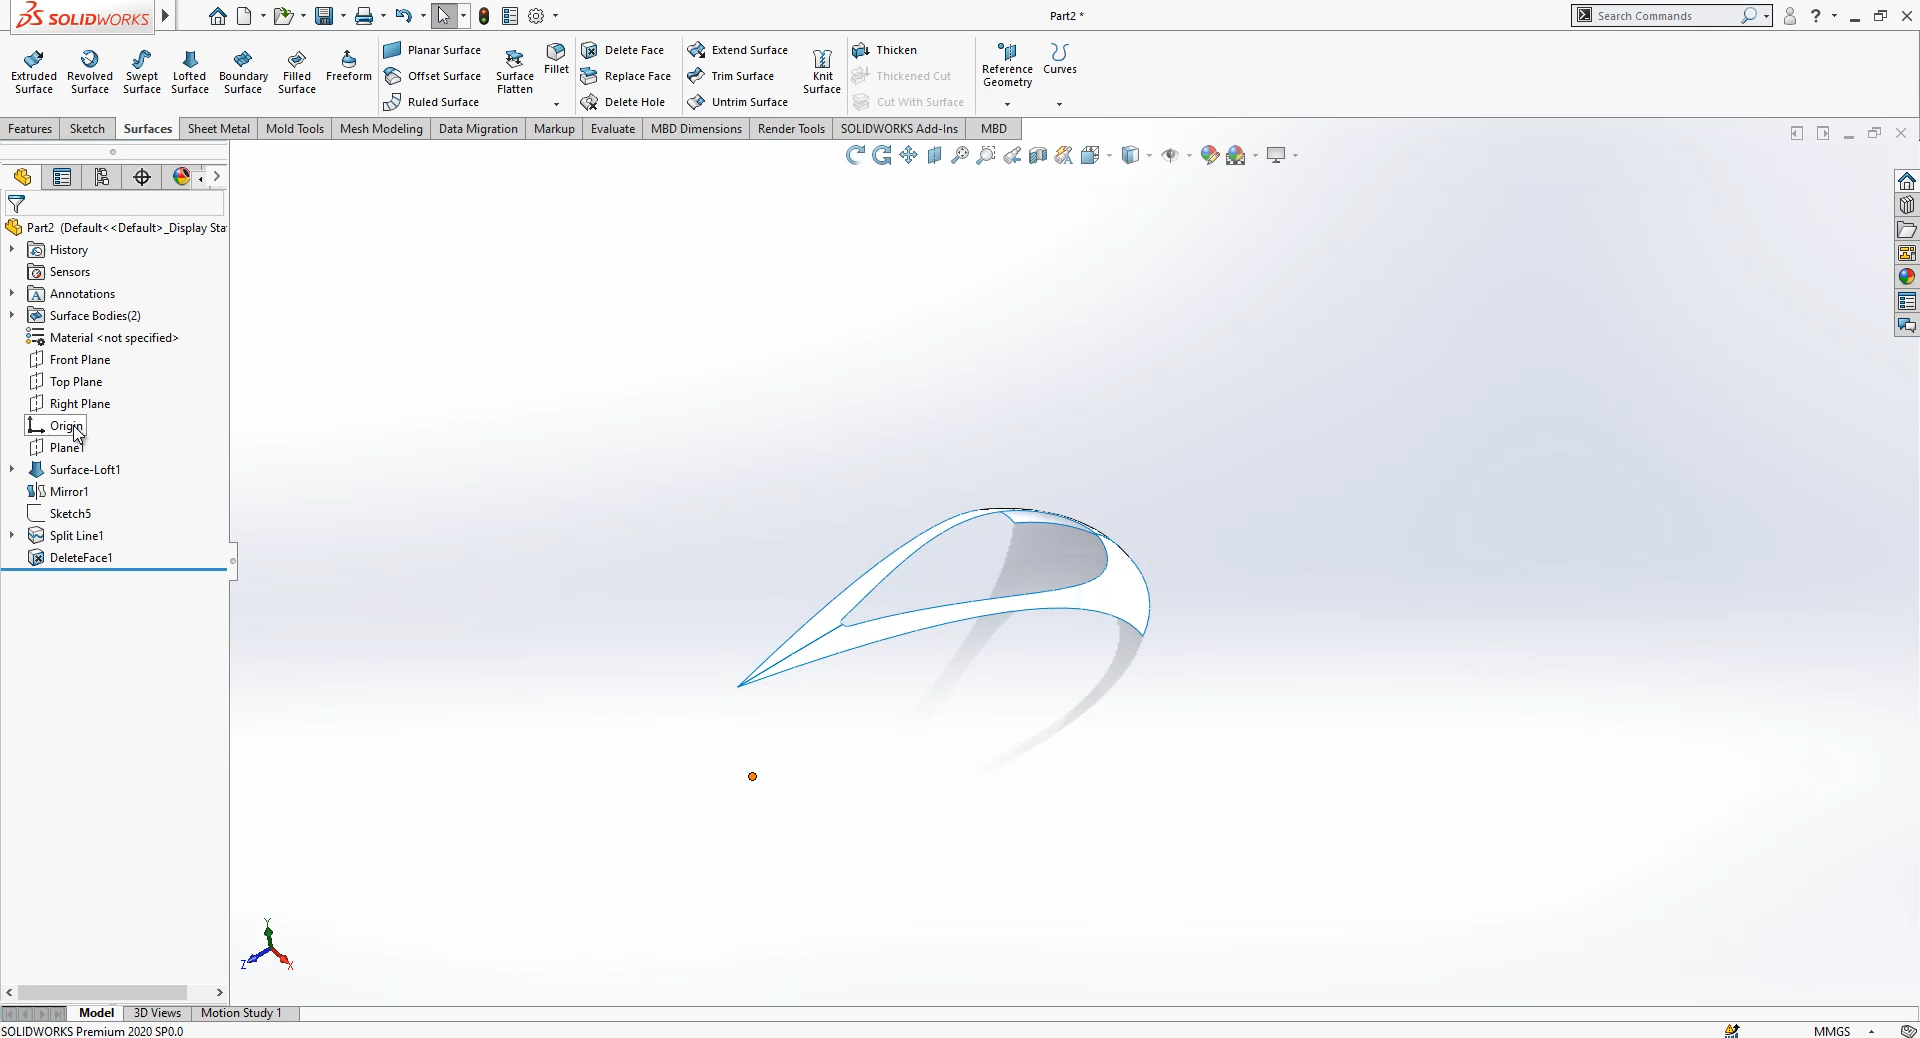 SOLIDWORKS
Part2 *
Search Commands
Extruded Surface
Revolved Surface
Swept Surface
Lofted Surface
Boundary Surface
Filled Surface
Freeform
Planar Surface
Offset Surface
Ruled Surface
Surface Flatten
Fillet
Delete Face
Replace Face
Delete Hole
Extend Surface
Trim Surface
Untrim Surface
Knit Surface
Thicken
Thickened Cut
Cut With Surface
Reference Geometry
Curves
Features
Sketch
Surfaces
Sheet Metal
Mold Tools
Mesh Modeling
Data Migration
Markup
Evaluate
MBD Dimensions
Render Tools
SOLIDWORKS Add-Ins
MBD
Part2 (Default<<Default>_Display Sta
History
Sensors
Annotations
Surface Bodies(2)
Material <not specified>
Front Plane
Top Plane
Right Plane
Origin
Plane1
Surface-Loft1
Mirror1
Sketch5
Split Line1
DeleteFace1
Y
Z
X
Model
3D Views
Motion Study 1
SOLIDWORKS Premium 2020 SP0.0
MMGS